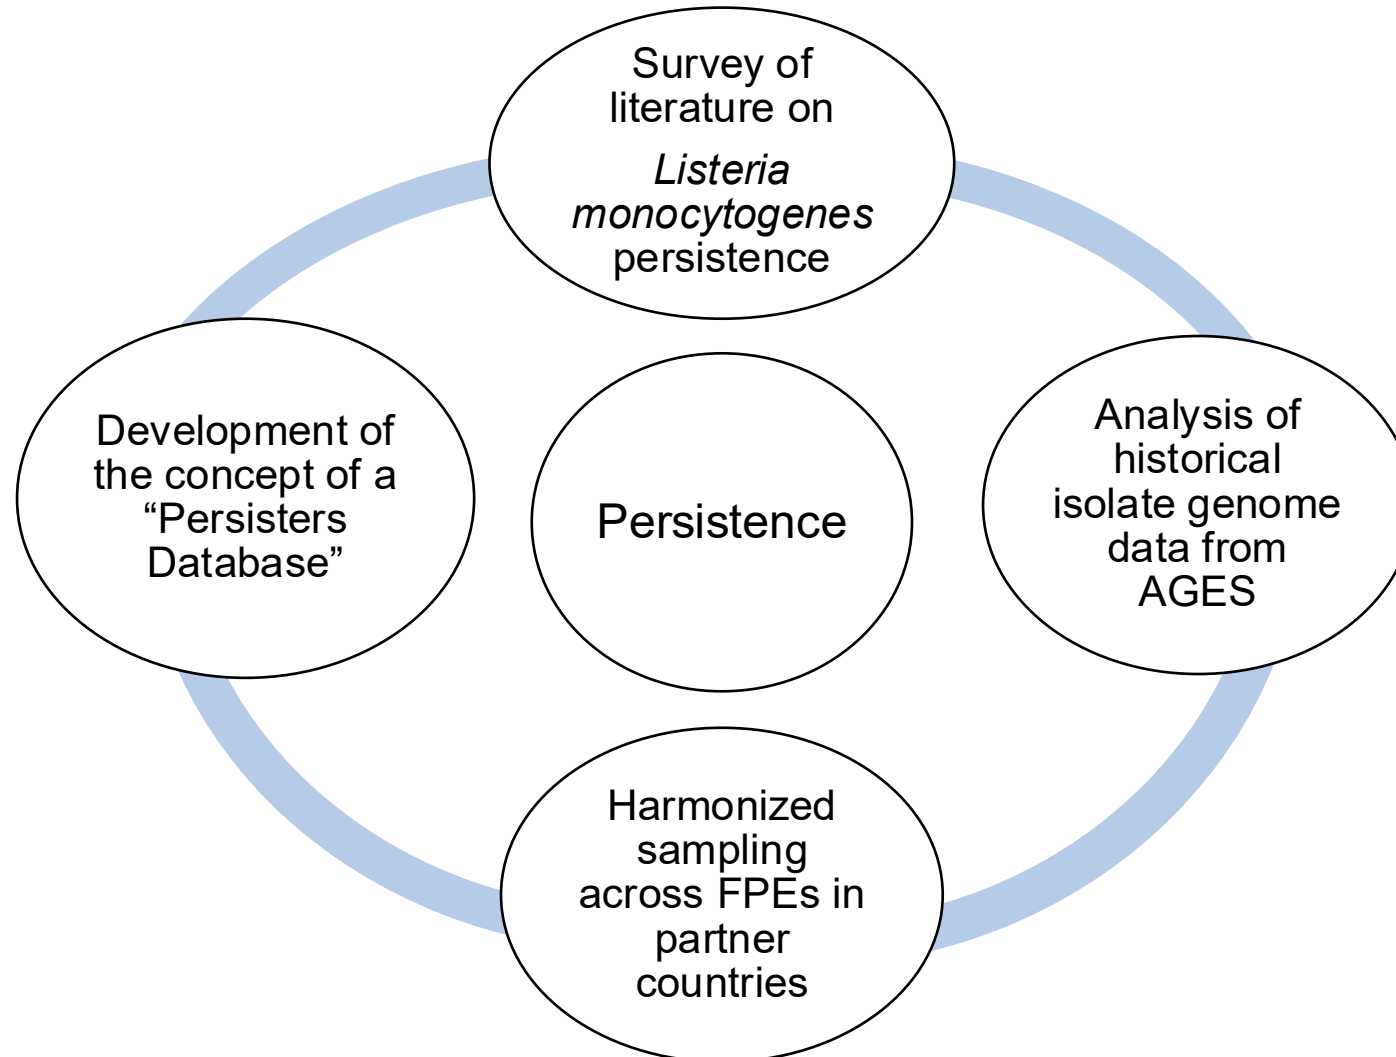 Survey of
literature on
Listeria
monocytogenes
persistence
Development of
the concept of a
“Persisters
Database”
Persistence
Analysis of
historical
isolate genome
data from
AGES
Harmonized
sampling
across FPEs in
partner
countries